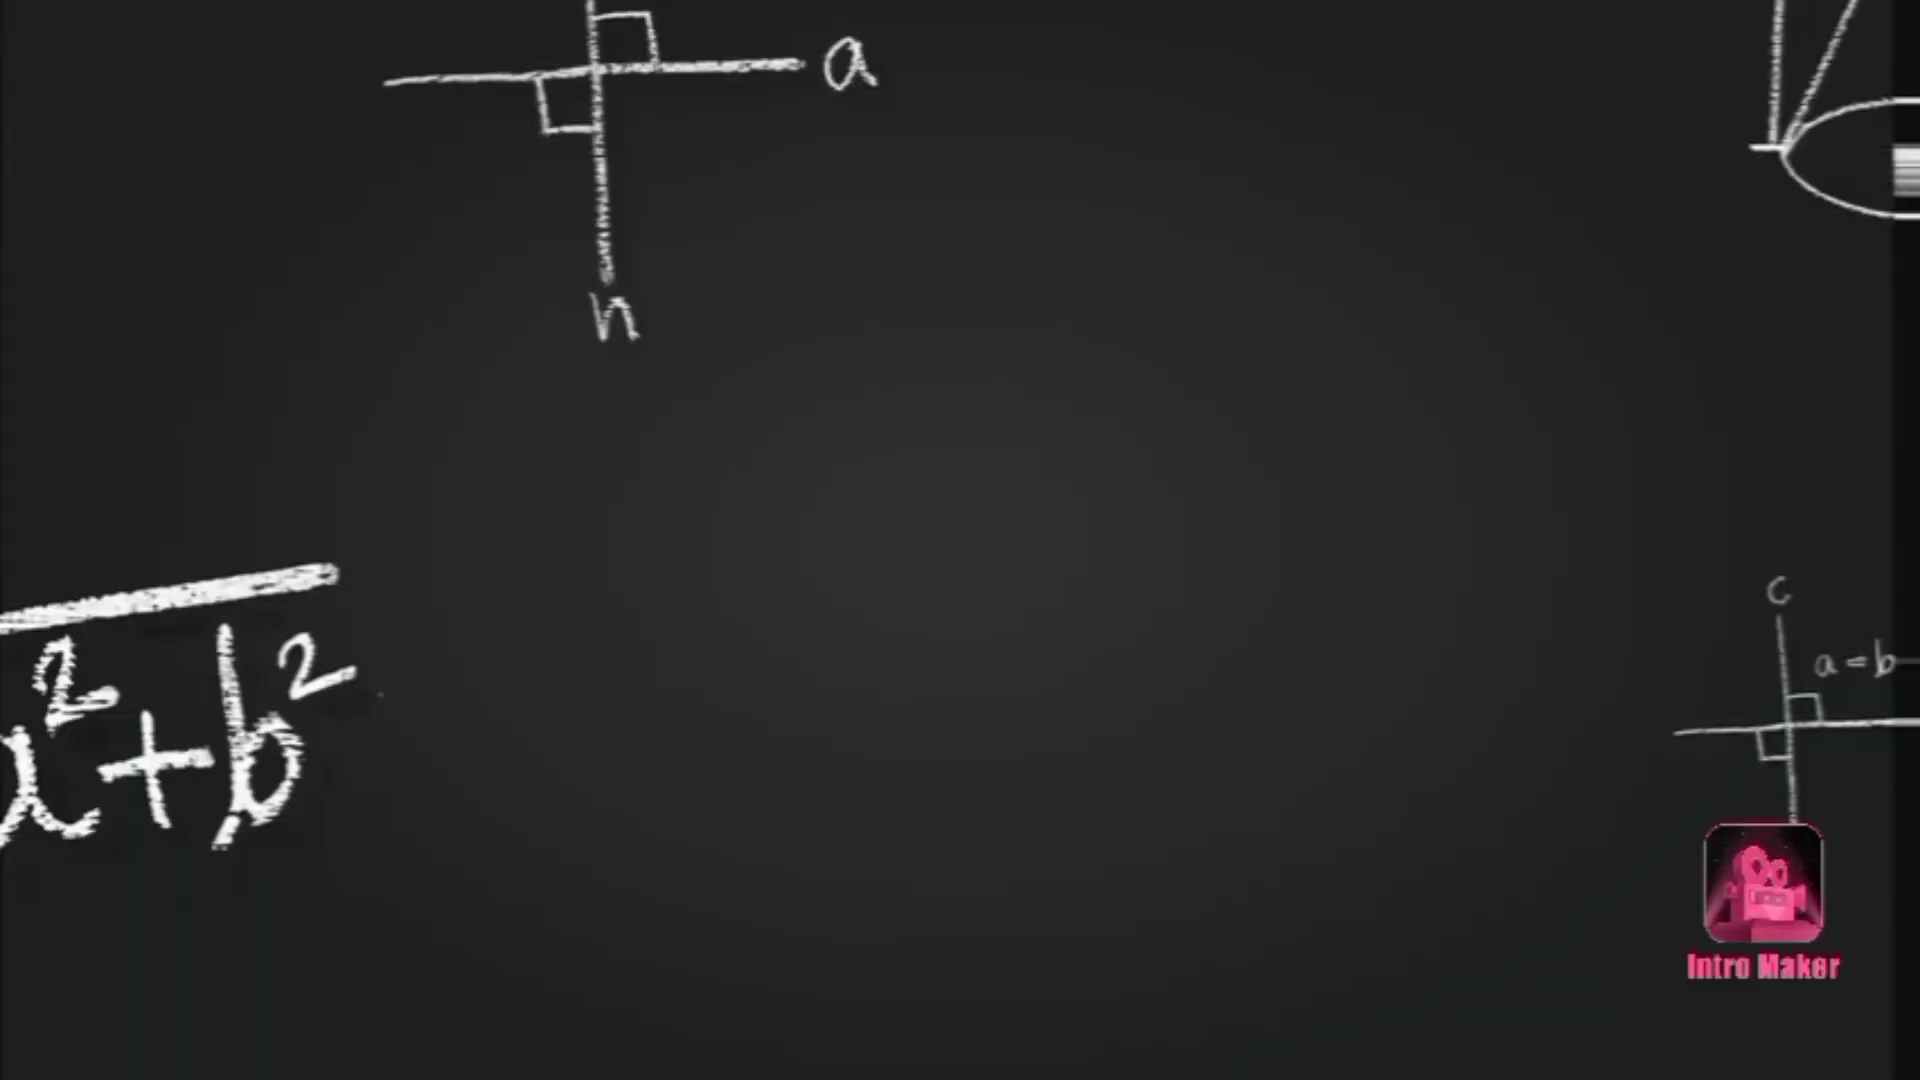 a
n
a²+b²
c
a=b
Intro Maker